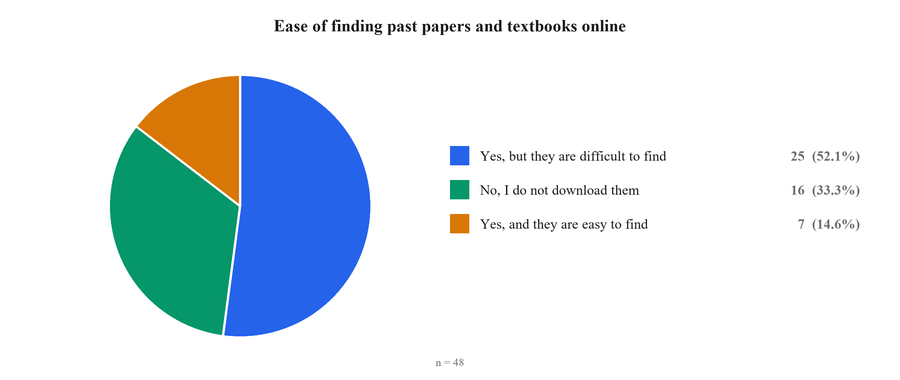 Ease of finding past papers and textbooks online
Yes, but they are difficult to find 25 (52.1%)
No, I do not download them 16 (33.3%)
Yes, and they are easy to find 7 (14.6%)
n = 48